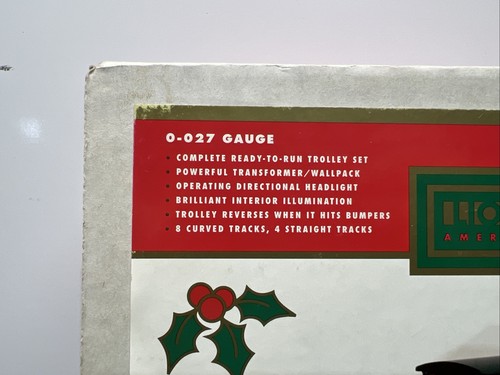 O-027 GAUGE
• COMPLETE READY-TO-RUN TROLLEY SET
• POWERFUL TRANSFORMER/WALLPACK
• OPERATING DIRECTIONAL HEADLIGHT
• BRILLIANT INTERIOR ILLUMINATION
• TROLLEY REVERSES WHEN IT HITS BUMPERS
• 8 CURVED TRACKS, 4 STRAIGHT TRACKS